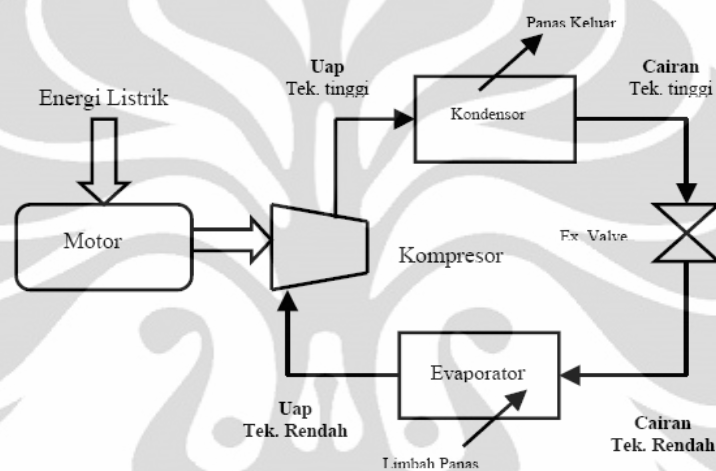 Panas Keluar
Uap
Tek. tinggi
Cairan
Tek. tinggi
Energi Listrik
Kondensor
Motor
Ex. Valve
Kompresor
Evaporator
Uap
Tek. Rendah
Cairan
Tek. Rendah
Limbah Panas